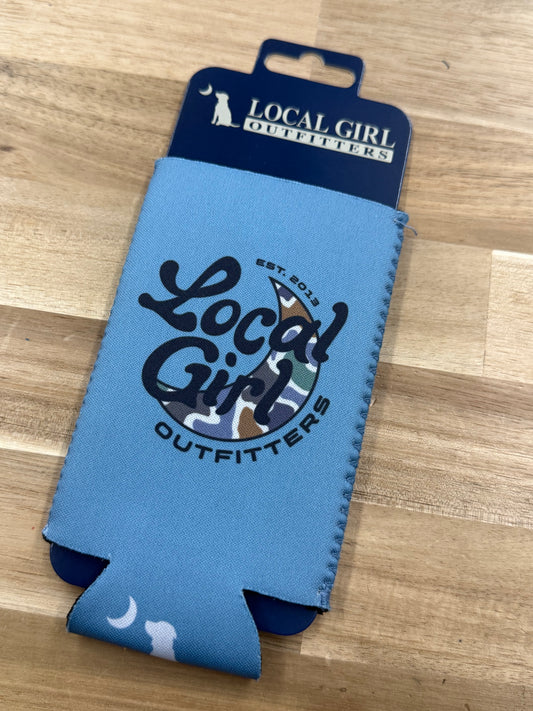 LOCAL GIRL
OUTFITTERS
EST. 2013
Local
Girl
OUTFITTERS